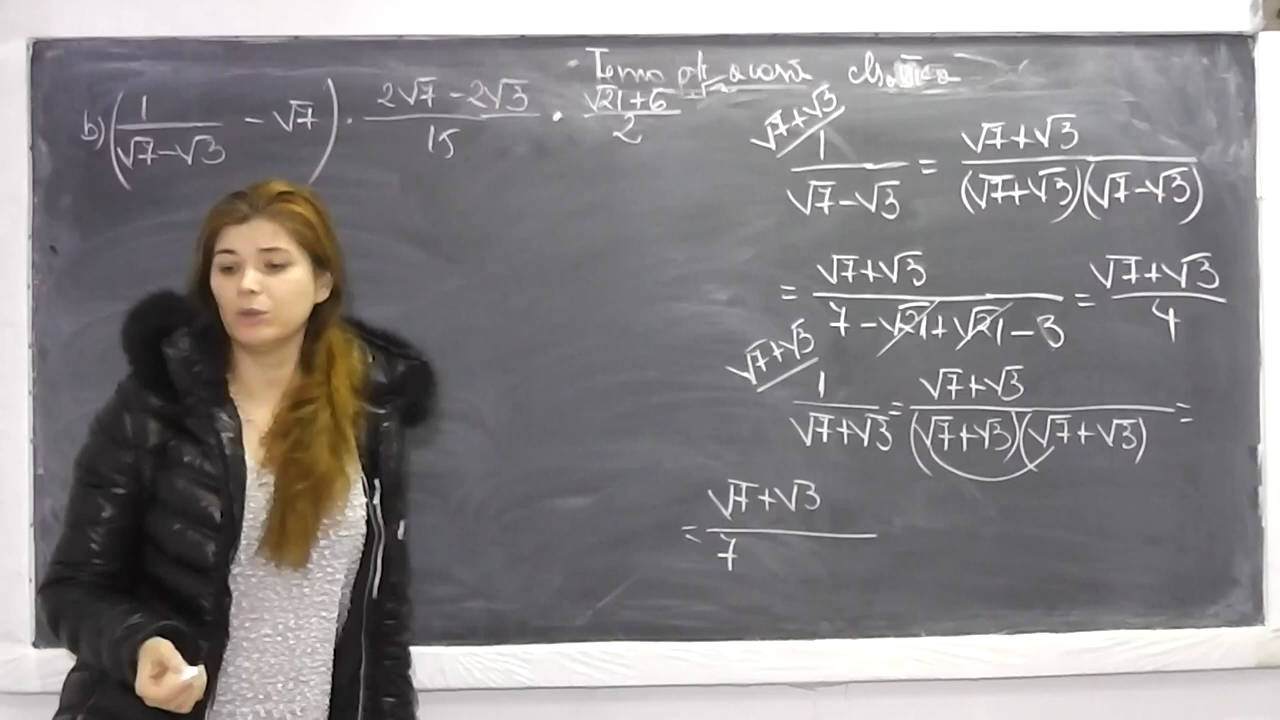 Tema pt. acasă
b) (1/(√7-√3) - √7) · (2√7-2√3)/15 · (√21+6)/2
√7+√3/ 1/(√7-√3) = (√7+√3)/((√7+√3)(√7-√3))
= (√7+√3)/(7-√21+√21-3) = (√7+√3)/4
√7+√3/ 1/(√7+√3) = (√7+√3)/((√7+√3)(√7+√3)) =
= (√7+√3)/7